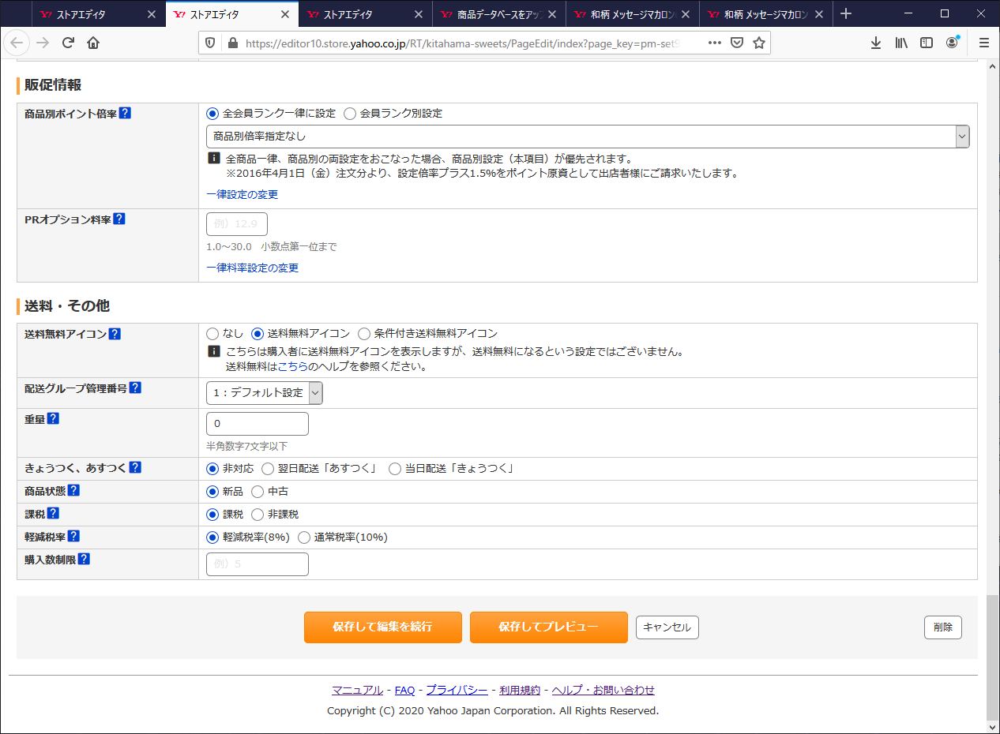 ストアエディタ
ストアエディタ
ストアエディタ
商品データベースをアッ
和柄 メッセージマカロン
和柄 メッセージマカロン
https://editor10.store.yahoo.co.jp/RT/kitahama-sweets/PageEdit/index?page_key=pm-set
販促情報
商品別ポイント倍率 ?
全会員ランク一律に設定 会員ランク別設定
商品別倍率指定なし
i 全商品一律、商品別の両設定をおこなった場合、商品別設定（本項目）が優先されます。
※2016年4月1日（金）注文分より、設定倍率プラス1.5%をポイント原資として出店者様にご請求いたします。
一律設定の変更
PRオプション料率 ?
例）12.9
1.0～30.0 小数点第一位まで
一律料率設定の変更
送料・その他
送料無料アイコン ?
なし 送料無料アイコン 条件付き送料無料アイコン
i こちらは購入者に送料無料アイコンを表示しますが、送料無料になるという設定ではございません。
送料無料はこちらのヘルプを参照ください。
配送グループ管理番号 ?
1：デフォルト設定
重量 ?
0
半角数字7文字以下
きょうつく、あすつく ?
非対応 翌日配送「あすつく」 当日配送「きょうつく」
商品状態 ?
新品 中古
課税 ?
課税 非課税
軽減税率 ?
軽減税率(8%) 通常税率(10%)
購入数制限 ?
例）5
保存して編集を続行 保存してプレビュー キャンセル 削除
マニュアル - FAQ - プライバシー - 利用規約 - ヘルプ・お問い合わせ
Copyright (C) 2020 Yahoo Japan Corporation. All Rights Reserved.